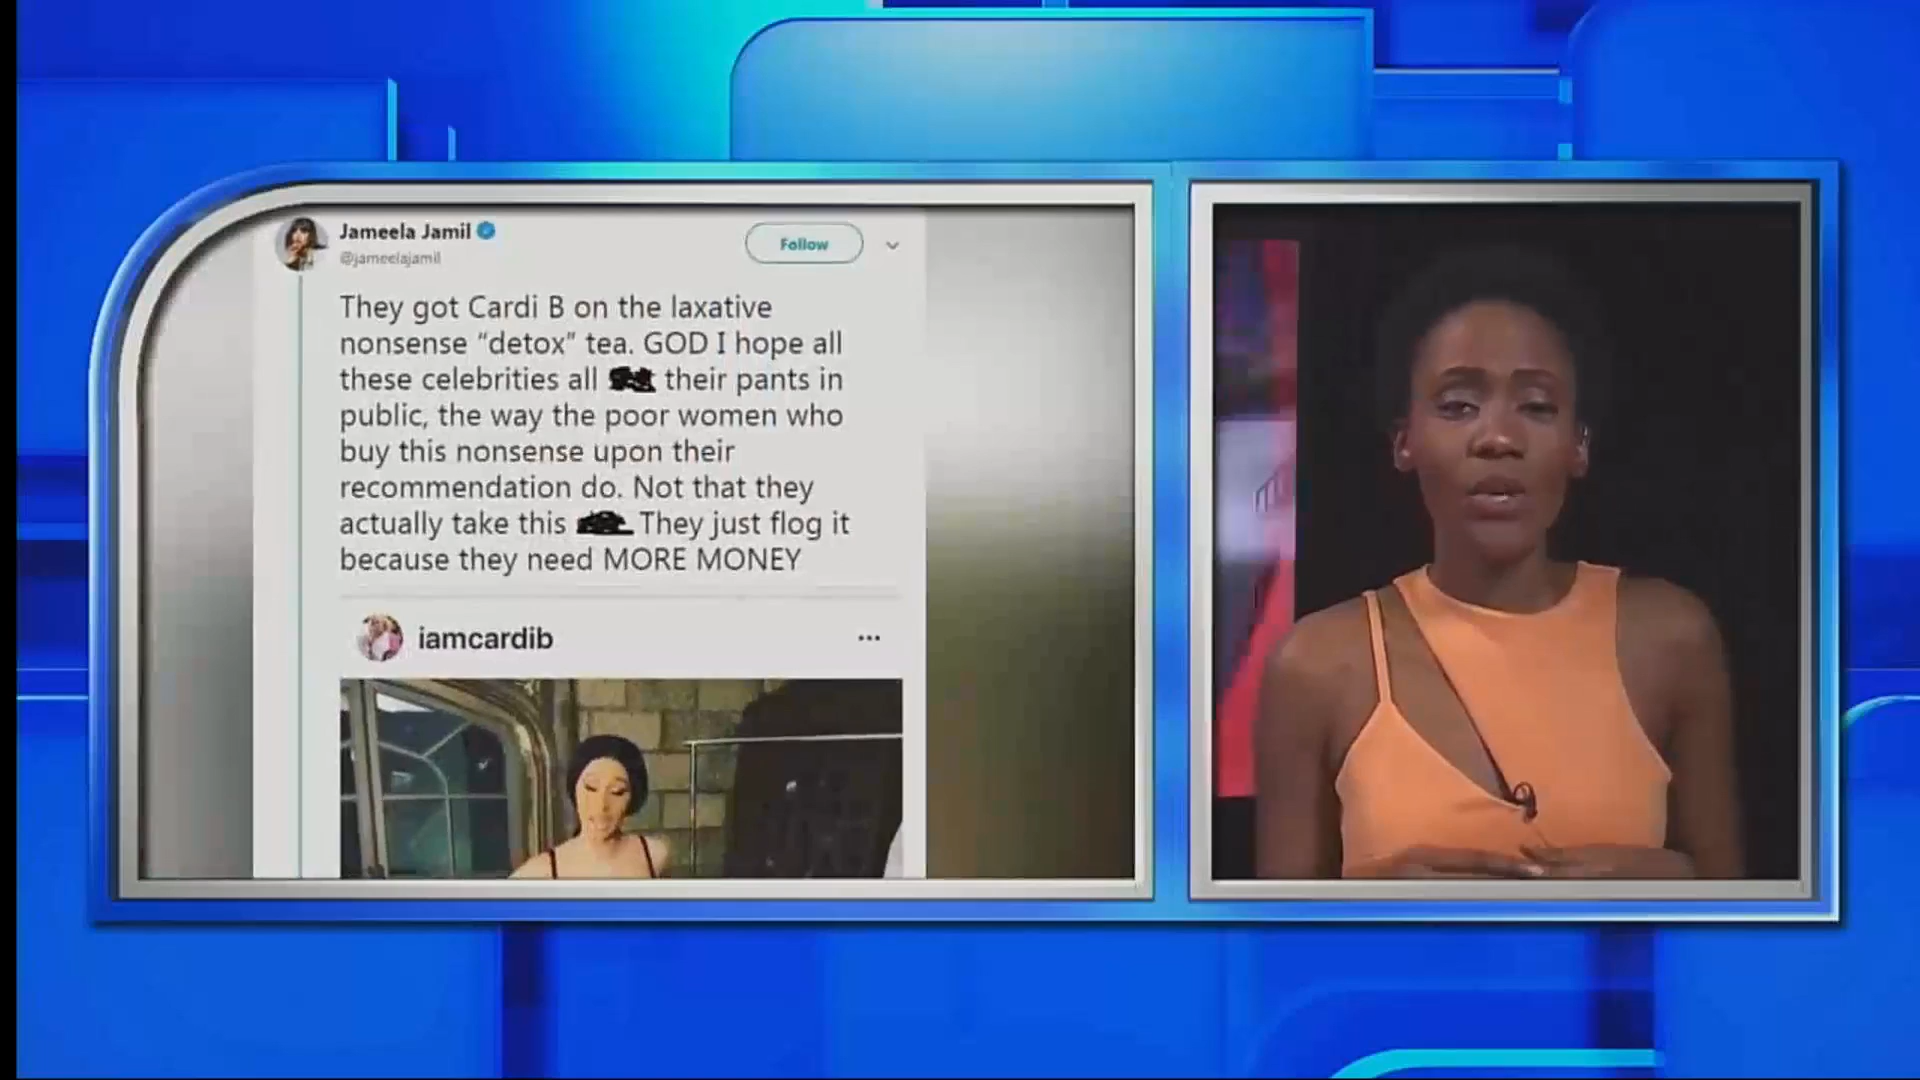 Jameela Jamil
@jameelajamil
Follow
They got Cardi B on the laxative
nonsense “detox” tea. GOD I hope all
these celebrities all their pants in
public, the way the poor women who
buy this nonsense upon their
recommendation do. Not that they
actually take this They just flog it
because they need MORE MONEY
iamcardib